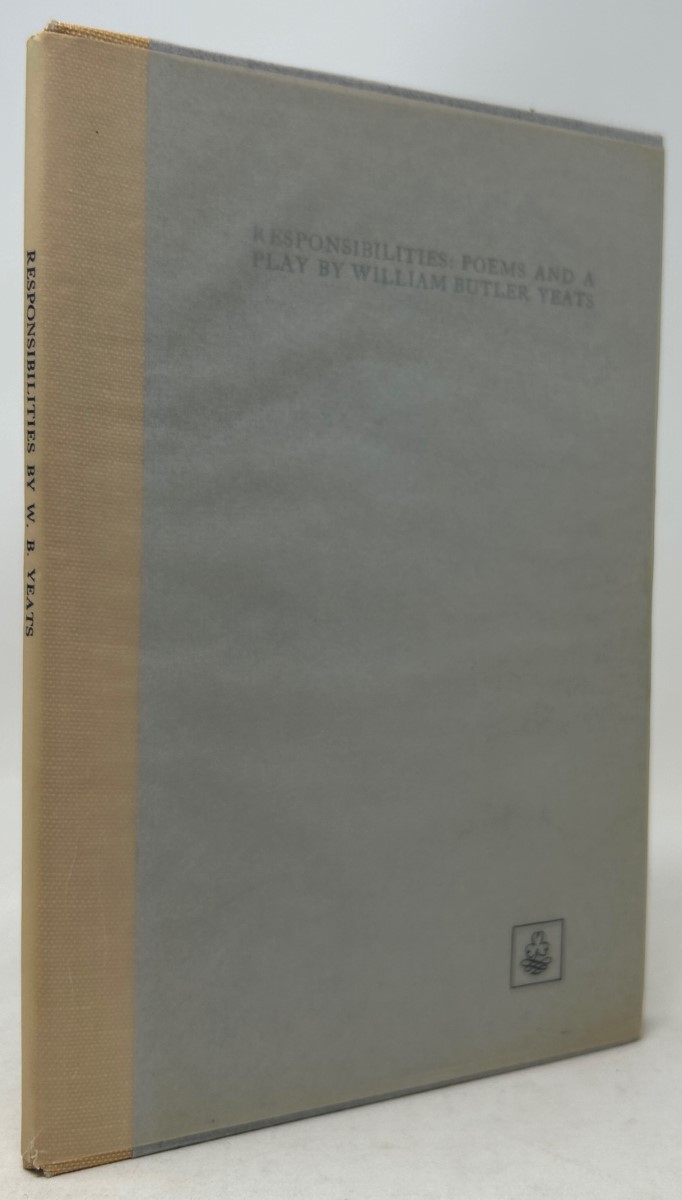 RESPONSIBILITIES: POEMS AND A
PLAY BY WILLIAM BUTLER YEATS
RESPONSIBILITIES BY W. B. YEATS